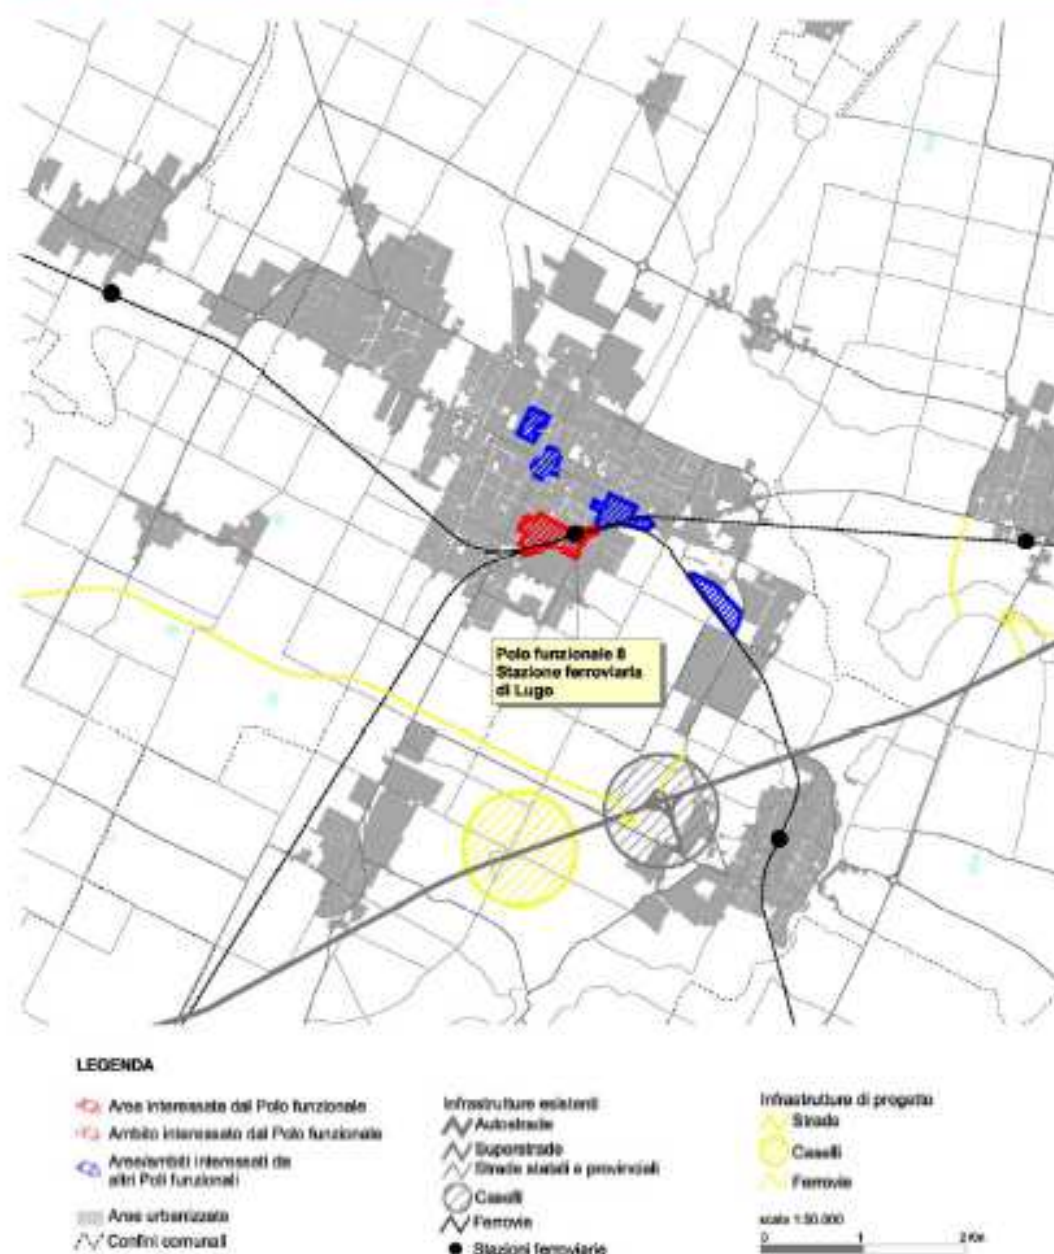 Polo funzionale 8
Stazione ferroviaria
di Lugo
LEGENDA
Area interessata dal Polo funzionale
Ambito interessato dal Polo funzionale
Aree/ambiti interessati da
altri Poli funzionali
Aree urbanizzate
Confini comunali
Infrastrutture esistenti
Autostrade
Superstrade
Strade statali e provinciali
Caselli
Ferrovie
Stazioni ferroviarie
Infrastrutture di progetto
Strade
Caselli
Ferrovie
scala 1:50.000
0 1 2 Km